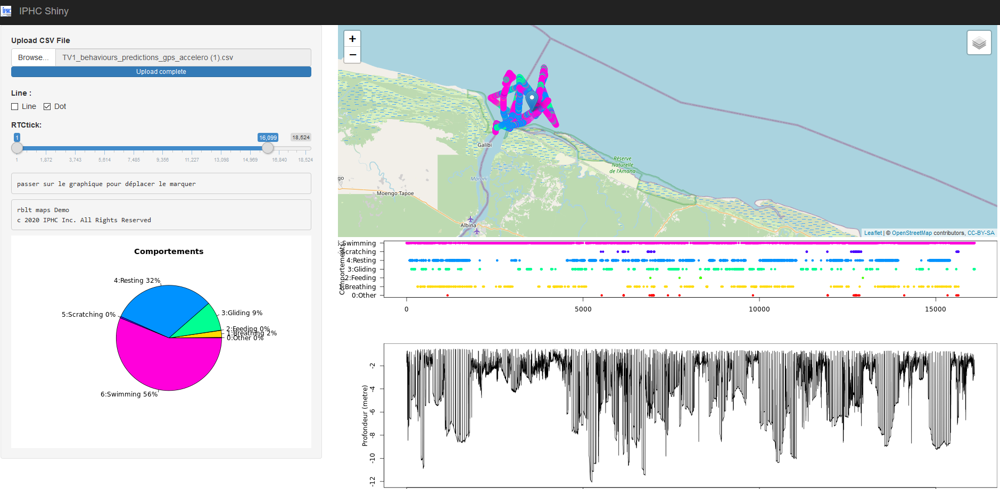 iPHC IPHC Shiny
Upload CSV File
Browse... TV1_behaviours_predictions_gps_accelero (1).csv
Upload complete
Line :
Line Dot
RTCtick:
1 16,099 18,524
1 1,872 3,743 5,614 7,485 9,356 11,227 13,098 14,969 16,840 18,524
passer sur le graphique pour déplacer le marquer
rblt maps Demo
c 2020 IPHC Inc. All Rights Reserved
Comportements
4:Resting 32%
5:Scratching 0%
3:Gliding 9%
2:Feeding 0%
1:Breathing 2%
0:Other 0%
6:Swimming 56%
+
−
Galibi
Réserve
Naturelle
de l'Amana
Maroni
go
Moengo Tapoe
Albina
Leaflet | © OpenStreetMap contributors, CC-BY-SA
Comportements
:Swimming
Scratching
4:Resting
3:Gliding
2:Feeding
Breathing
0:Other
0 5000 10000 15000
Profondeur (metre)
-2
-4
-6
-8
-10
-12